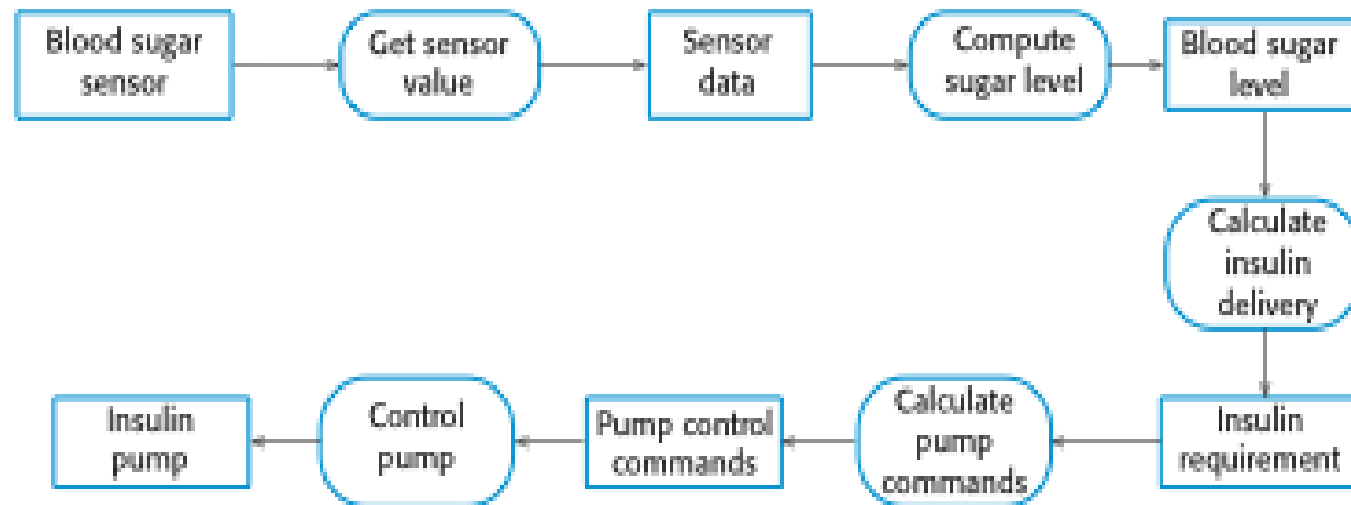 Blood sugar
sensor
Get sensor
value
Sensor
data
Compute
sugar level
Blood sugar
level
Calculate
insulin
delivery
Insulin
requirement
Calculate
pump
commands
Pump control
commands
Control
pump
Insulin
pump